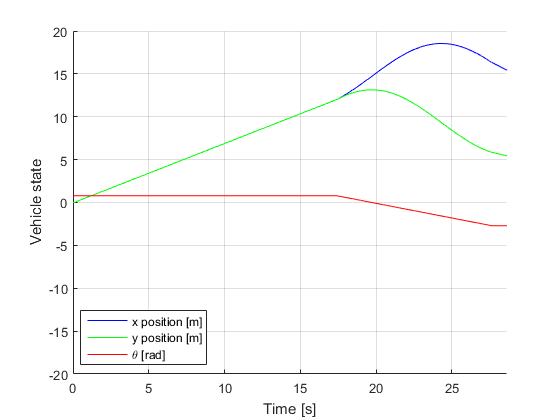 20
15
10
5
0
-5
-10
-15
-20
Vehicle state
x position [m]
y position [m]
θ [rad]
0 5 10 15 20 25
Time [s]